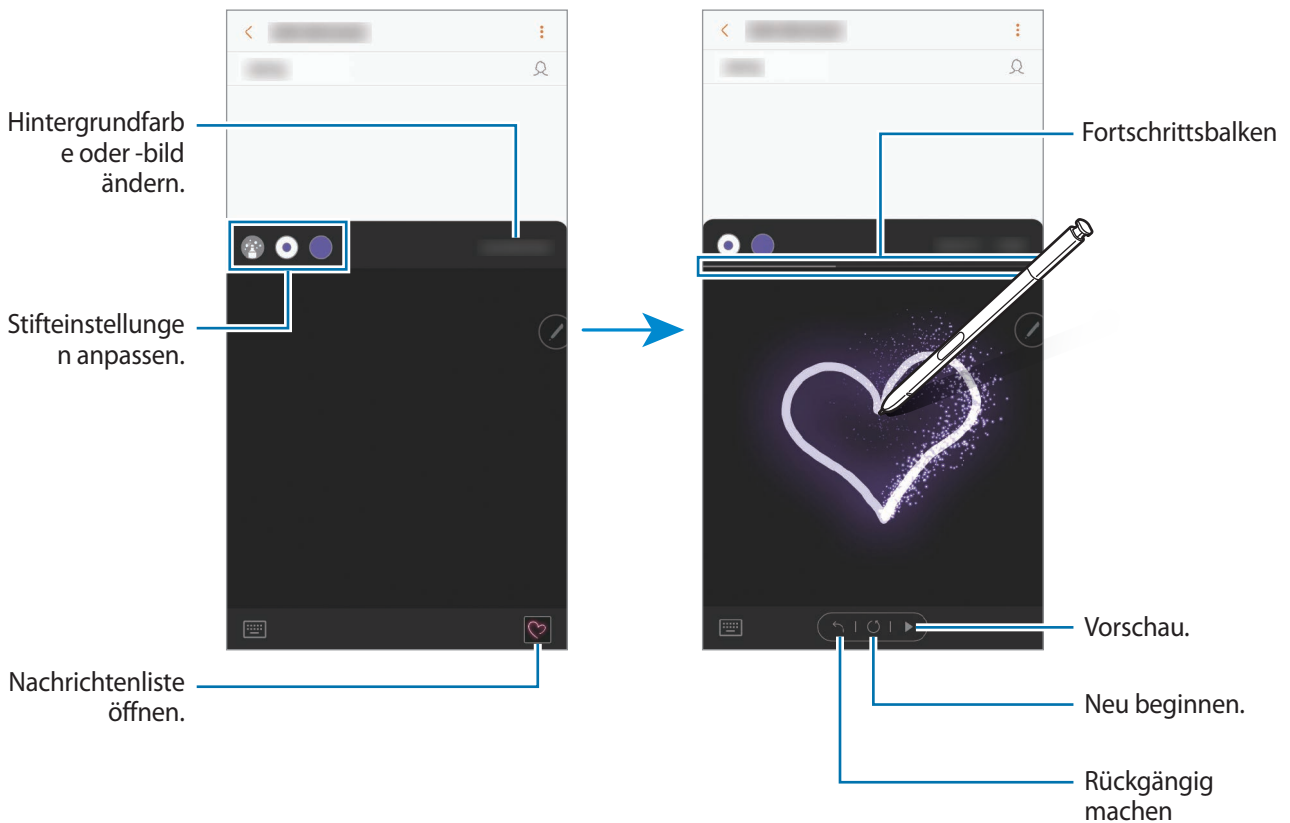 Hintergrundfarb
e oder -bild
ändern.
Stifteinstellunge
n anpassen.
Nachrichtenliste
öffnen.
Fortschrittsbalken
Vorschau.
Neu beginnen.
Rückgängig
machen